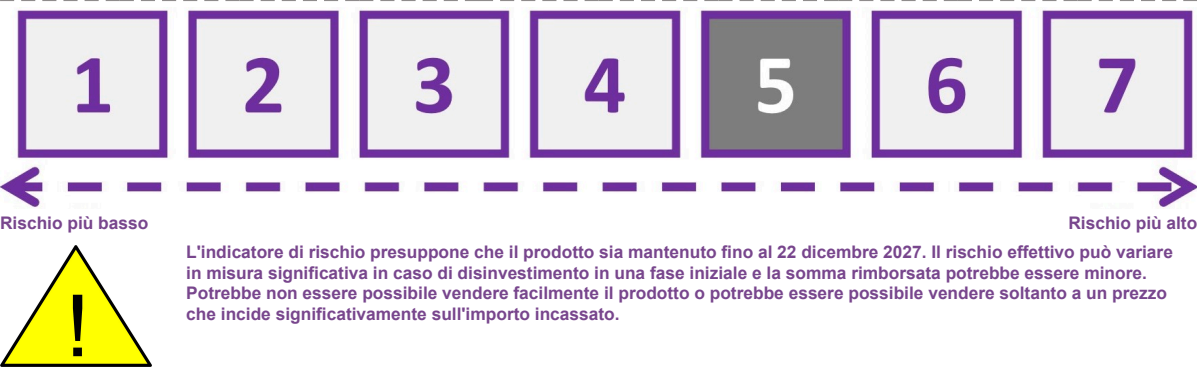 1 2 3 4 5 6 7
Rischio più basso Rischio più alto
L'indicatore di rischio presuppone che il prodotto sia mantenuto fino al 22 dicembre 2027. Il rischio effettivo può variare
in misura significativa in caso di disinvestimento in una fase iniziale e la somma rimborsata potrebbe essere minore.
Potrebbe non essere possibile vendere facilmente il prodotto o potrebbe essere possibile vendere soltanto a un prezzo
che incide significativamente sull'importo incassato.
!